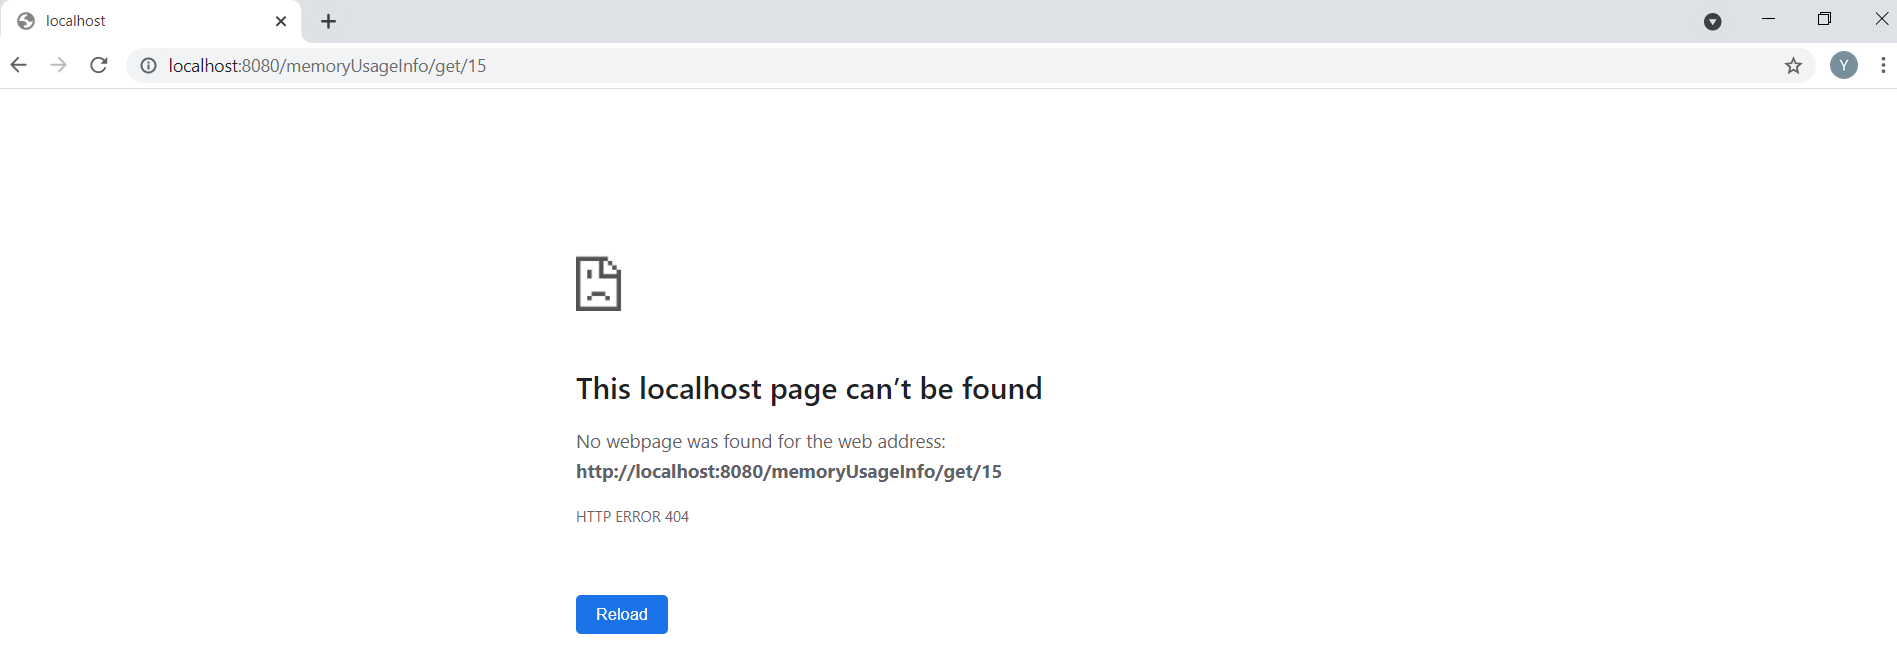 localhost
localhost:8080/memoryUsageInfo/get/15
Y
This localhost page can’t be found
No webpage was found for the web address:
http://localhost:8080/memoryUsageInfo/get/15
HTTP ERROR 404
Reload